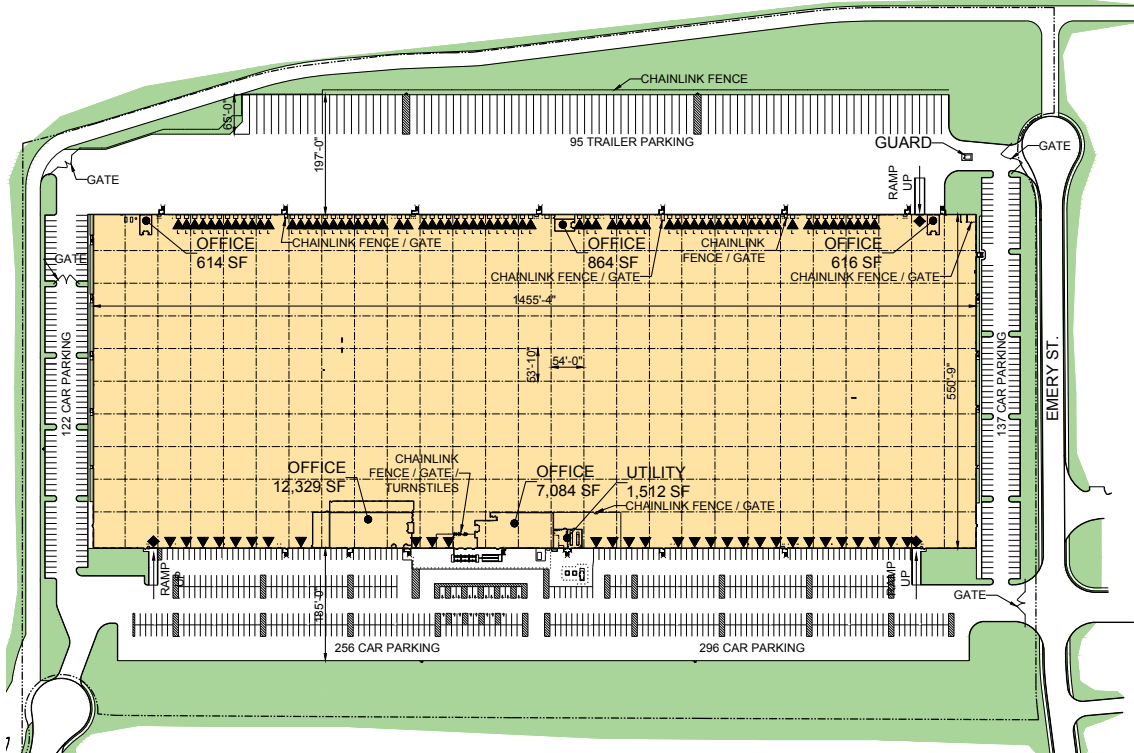 CHAINLINK FENCE
65'-0"
197'-0"
95 TRAILER PARKING
GUARD
GATE
GATE
RAMP
UP
OFFICE
614 SF
CHAINLINK FENCE / GATE
OFFICE
864 SF
CHAINLINK
FENCE / GATE
OFFICE
616 SF
GATE
CHAINLINK FENCE / GATE
CHAINLINK FENCE / GATE
1455'-4"
122 CAR PARKING
53'-10"
54'-0"
550'-9"
137 CAR PARKING
EMERY ST.
CHAINLINK
FENCE / GATE /
TURNSTILES
OFFICE
12,329 SF
OFFICE
7,084 SF
UTILITY
1,512 SF
CHAINLINK FENCE / GATE
RAMP
UP
185'-0"
RAMP
UP
GATE
256 CAR PARKING
296 CAR PARKING